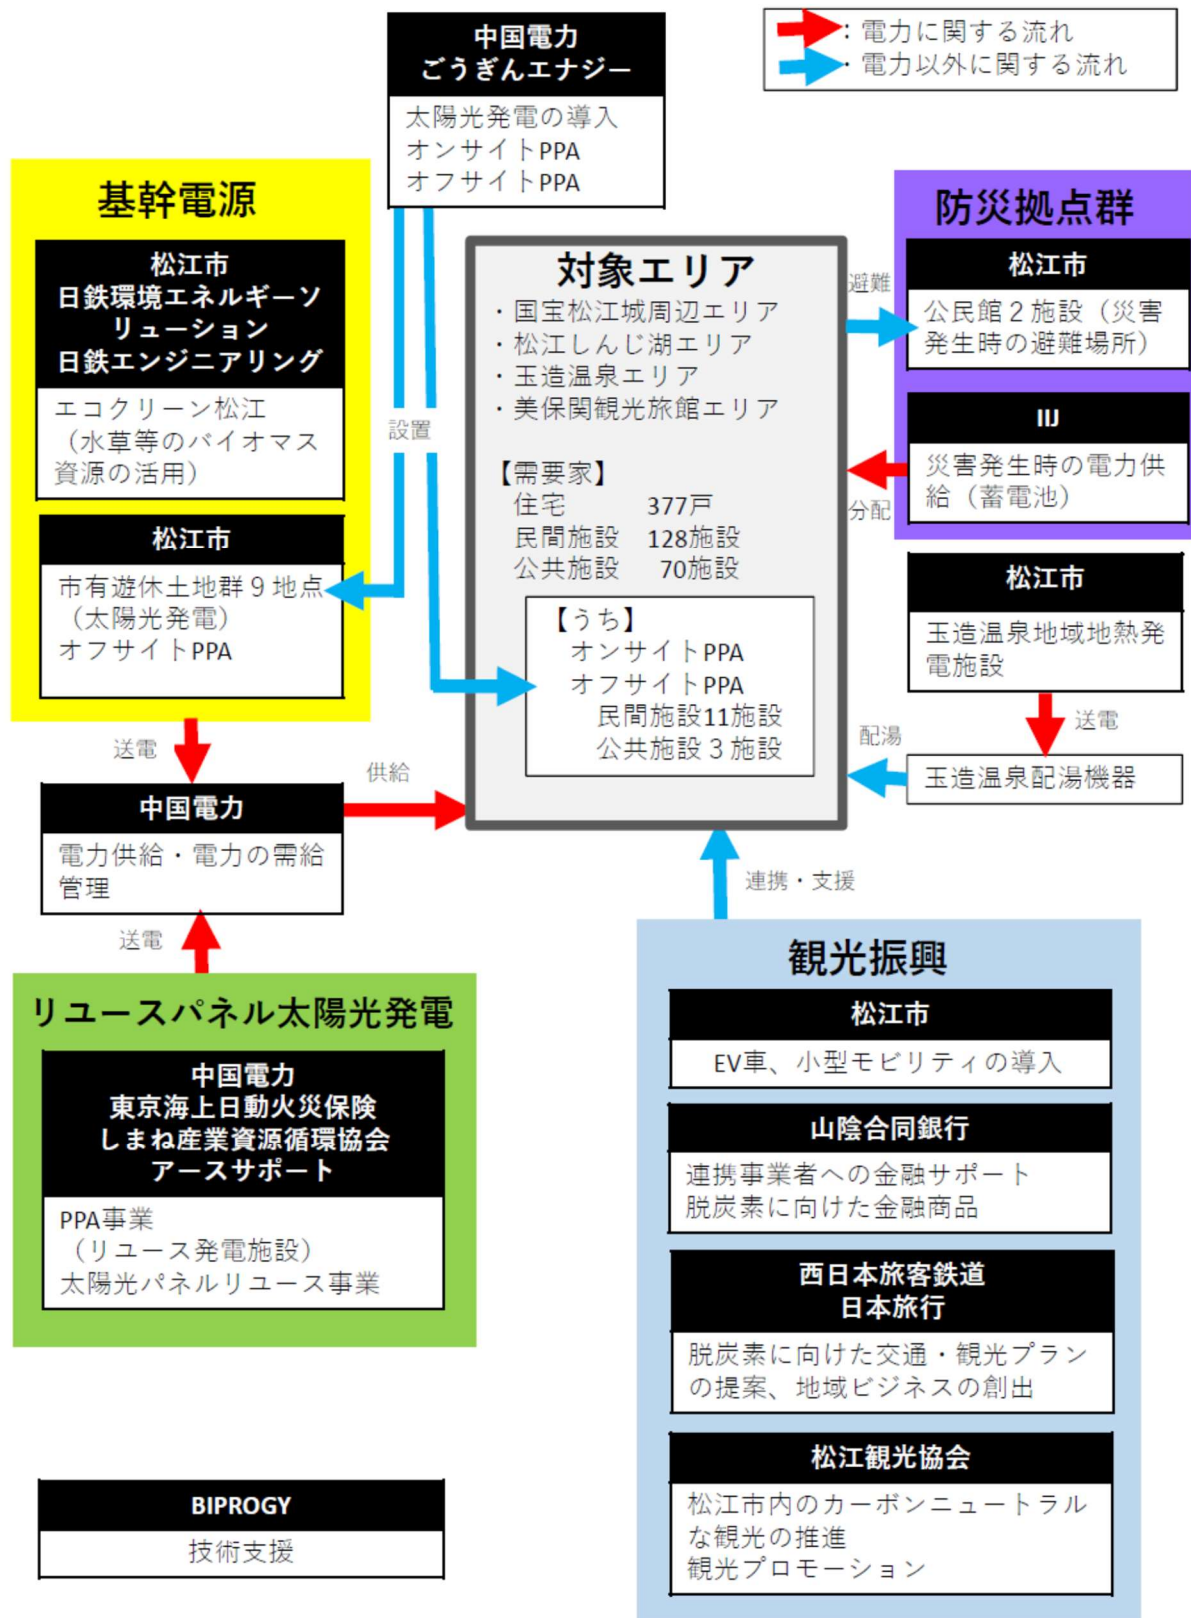 中国電力
ごうぎんエナジー
太陽光発電の導入
オンサイトPPA
オフサイトPPA
：電力に関する流れ
・電力以外に関する流れ
基幹電源
松江市
日鉄環境エネルギーソ
リューション
日鉄エンジニアリング
エコクリーン松江
（水草等のバイオマス
資源の活用）
松江市
市有遊休土地群９地点
（太陽光発電）
オフサイトPPA
設置
対象エリア
・国宝松江城周辺エリア
・松江しんじ湖エリア
・玉造温泉エリア
・美保関観光旅館エリア
【需要家】
住宅 377戸
民間施設 128施設
公共施設 70施設
【うち】
オンサイトPPA
オフサイトPPA
民間施設11施設
公共施設３施設
避難
分配
防災拠点群
松江市
公民館２施設（災害
発生時の避難場所）
IIJ
災害発生時の電力供
給（蓄電池）
松江市
玉造温泉地域地熱発
電施設
送電
配湯
玉造温泉配湯機器
送電
供給
中国電力
電力供給・電力の需給
管理
送電
連携・支援
リユースパネル太陽光発電
中国電力
東京海上日動火災保険
しまね産業資源循環協会
アースサポート
PPA事業
（リユース発電施設）
太陽光パネルリユース事業
観光振興
松江市
EV車、小型モビリティの導入
山陰合同銀行
連携事業者への金融サポート
脱炭素に向けた金融商品
西日本旅客鉄道
日本旅行
脱炭素に向けた交通・観光プラン
の提案、地域ビジネスの創出
松江観光協会
松江市内のカーボンニュートラル
な観光の推進
観光プロモーション
BIPROGY
技術支援